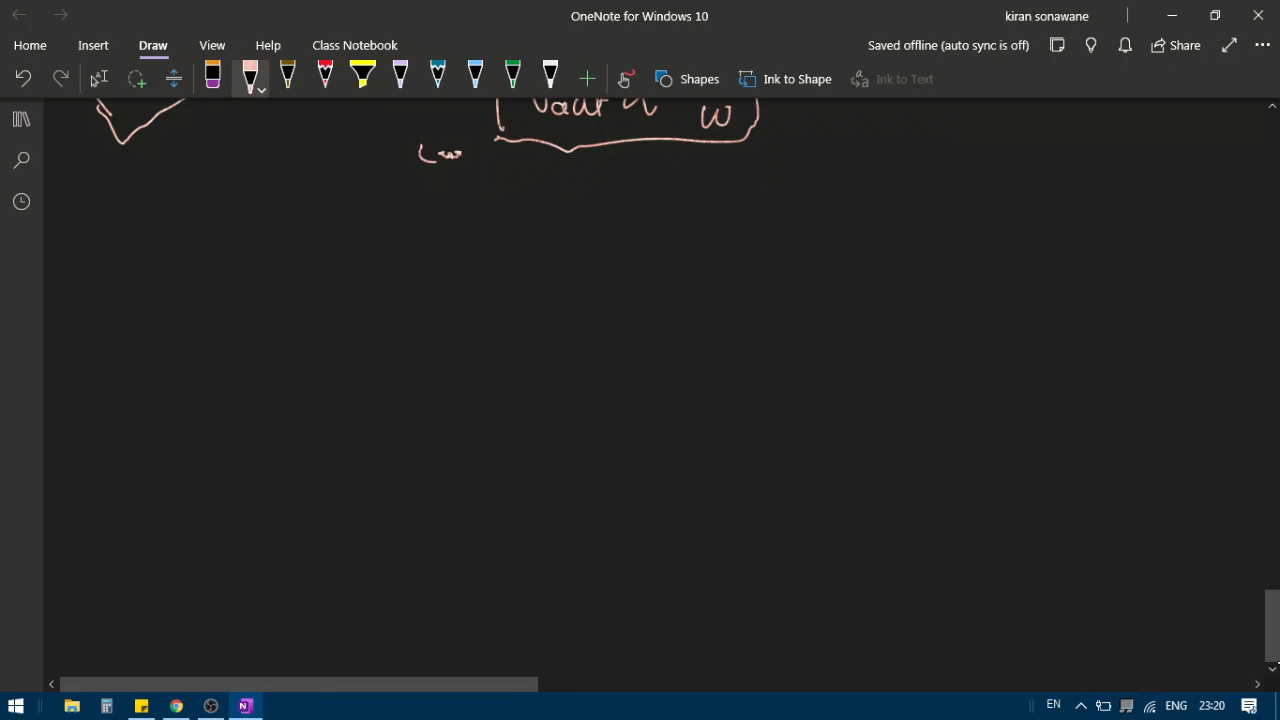 OneNote for Windows 10
kiran sonawane
Home Insert Draw View Help Class Notebook
Saved offline (auto sync is off) Share
Shapes Ink to Shape Ink to Text
w
EN ENG 23:20